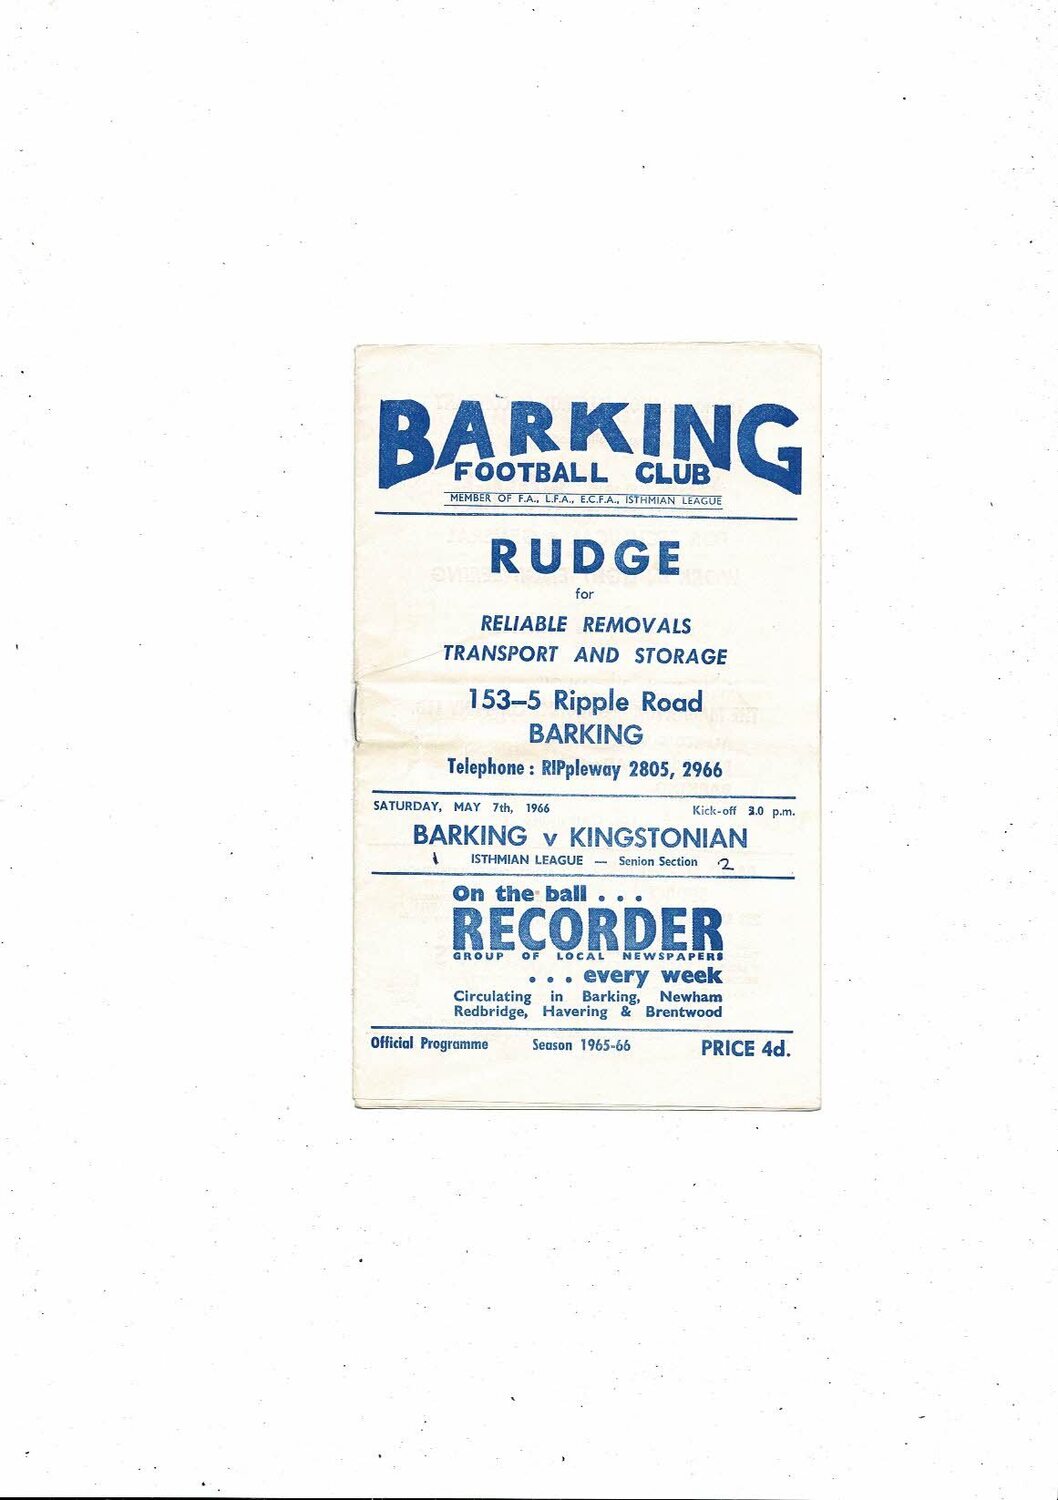 BARKING
FOOTBALL CLUB
MEMBER OF F.A., L.F.A., E.C.F.A., ISTHMIAN LEAGUE
RUDGE
for
RELIABLE REMOVALS
TRANSPORT AND STORAGE
153–5 Ripple Road
BARKING
Telephone : RIPpleway 2805, 2966
SATURDAY, MAY 7th, 1966 Kick-off 3.0 p.m.
BARKING v KINGSTONIAN
1 ISTHMIAN LEAGUE — Senion Section 2
On the ball . . .
RECORDER
GROUP OF LOCAL NEWSPAPERS
. . . every week
Circulating in Barking, Newham
Redbridge, Havering & Brentwood
Official Programme Season 1965-66 PRICE 4d.